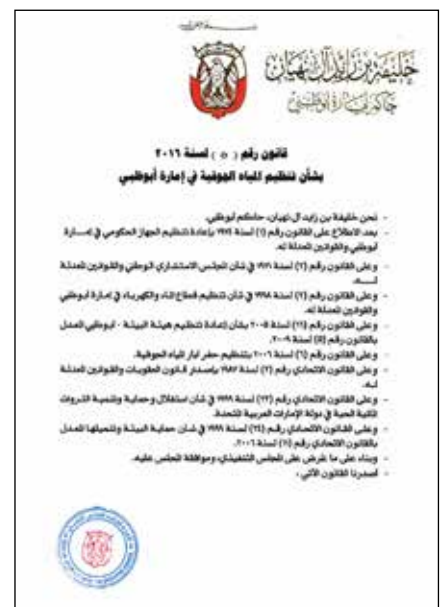 خليفة بن زايد آل نهيان
حاكم إمارة أبوظبي
قانون رقم ( ٥ ) لسنة ٢٠١٦
بشأن تنظيم المياه الجوفية في إمارة أبوظبي
- نحن خليفة بن زايد آل نهيان، حاكم أبوظبي.
- بعد الاطلاع على القانون رقم (١) لسنة ١٩٧٤ بإعادة تنظيم الجهاز الحكومي في إمـــارة
أبوظبي والقوانين المعدلة له.
- وعلى القانون رقم (٢) لسنة ١٩٧١ في شأن المجلس الاستشاري الوطني والقوانين المعدلة
لـــه.
- وعلى القانون رقم (٢) لسنة ١٩٩٨ في شأن تنظيم قطاع الماء والكهرباء في إمارة أبوظبي
والقوانين المعدلة له.
- وعلى القانون رقم (١٦) لسنة ٢٠٠٥ بشأن إعادة تنظيم هيئة البيئة - أبوظبي المعدل
بالقانون رقم (٥) لسنة ٢٠٠٩.
- وعلى القانون رقم (٦) لسنة ٢٠٠٦ بتنظيم حفر آبار المياه الجوفية.
- وعلى القانون الاتحادي رقم (٣) لسنة ١٩٨٧ بإصدار قانون العقوبات والقوانين المعدلة
لـه.
- وعلى القانون الاتحادي رقم (٢٣) لسنة ١٩٩٩ في شأن استغلال وحماية وتنمية الثروات
المائية الحية في دولة الإمارات العربية المتحدة.
- وعلى القانون الاتحادي رقم (٢٤) لسنة ١٩٩٩ في شأن حماية البيئة وتنميتها المعدل
بالقانون الاتحادي رقم (١١) لسنة ٢٠٠٦.
- وبناء على ما عرض على المجلس التنفيذي، وموافقة المجلس عليه.
- أصدرنا القانون الآتي :